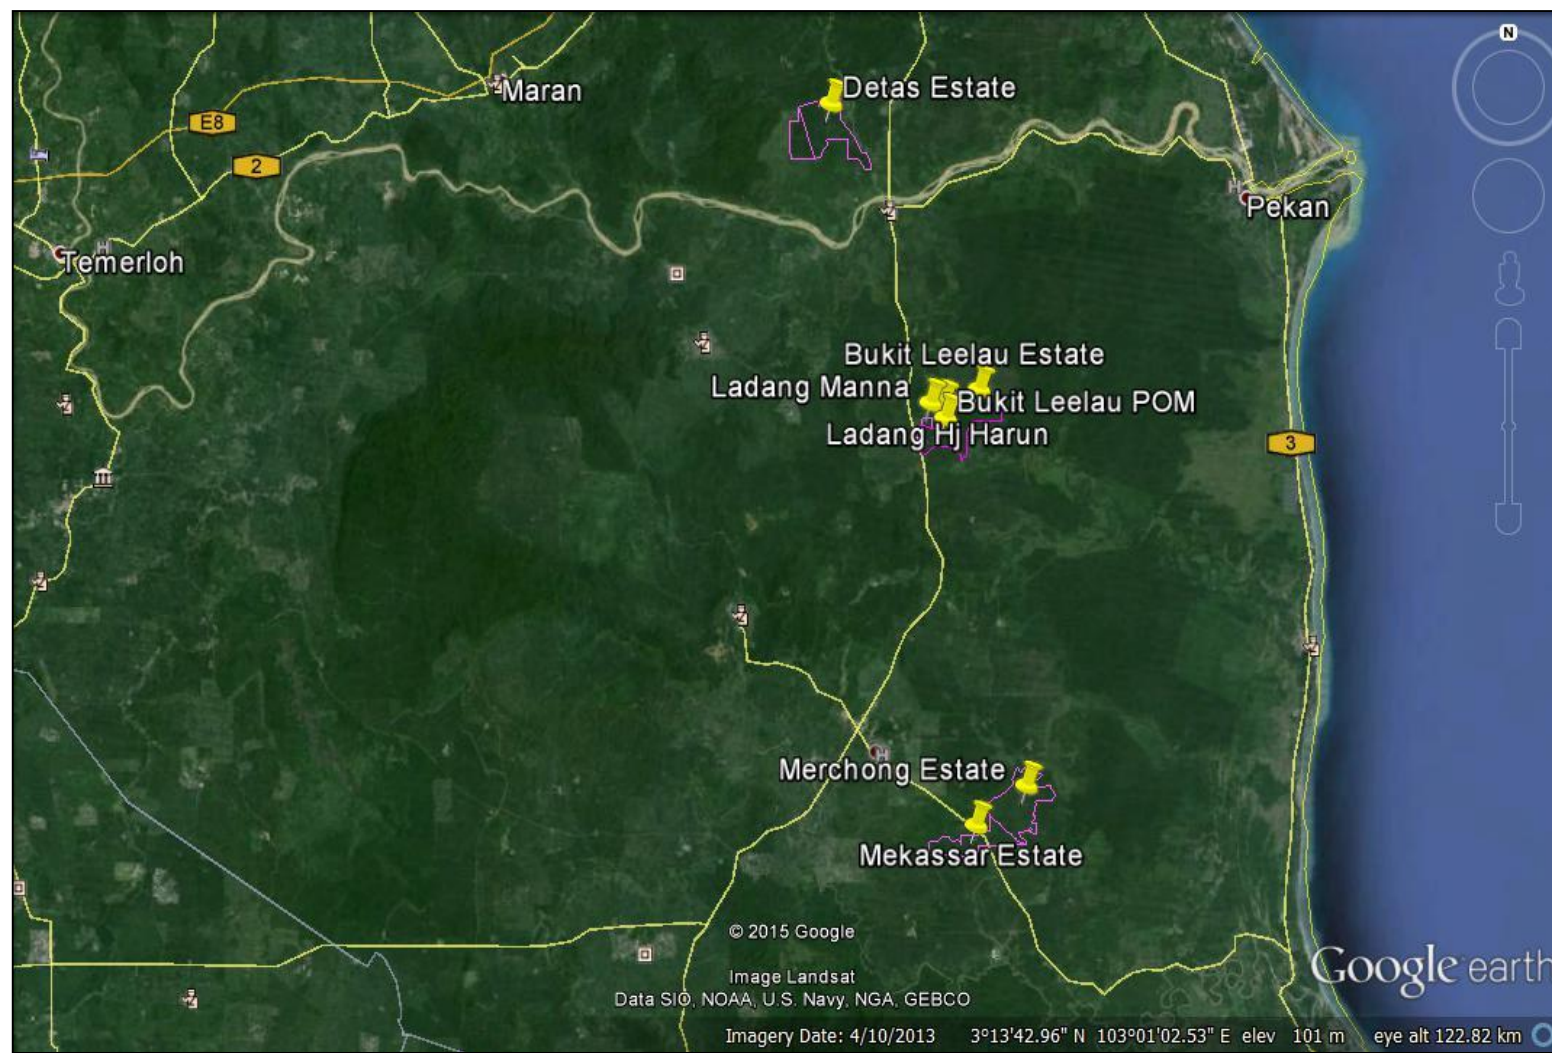 N
Detas Estate
Maran
E8
2
Pekan
Temerloh
Bukit Leelau Estate
Ladang Manna
Bukit Leelau POM
Ladang Hj Harun
3
H
H
H
Merchong Estate
Mekassar Estate
© 2015 Google
Google earth
Image Landsat
Data SIO, NOAA, U.S. Navy, NGA, GEBCO
Imagery Date: 4/10/2013 3°13'42.96" N 103°01'02.53" E elev 101 m eye alt 122.82 km